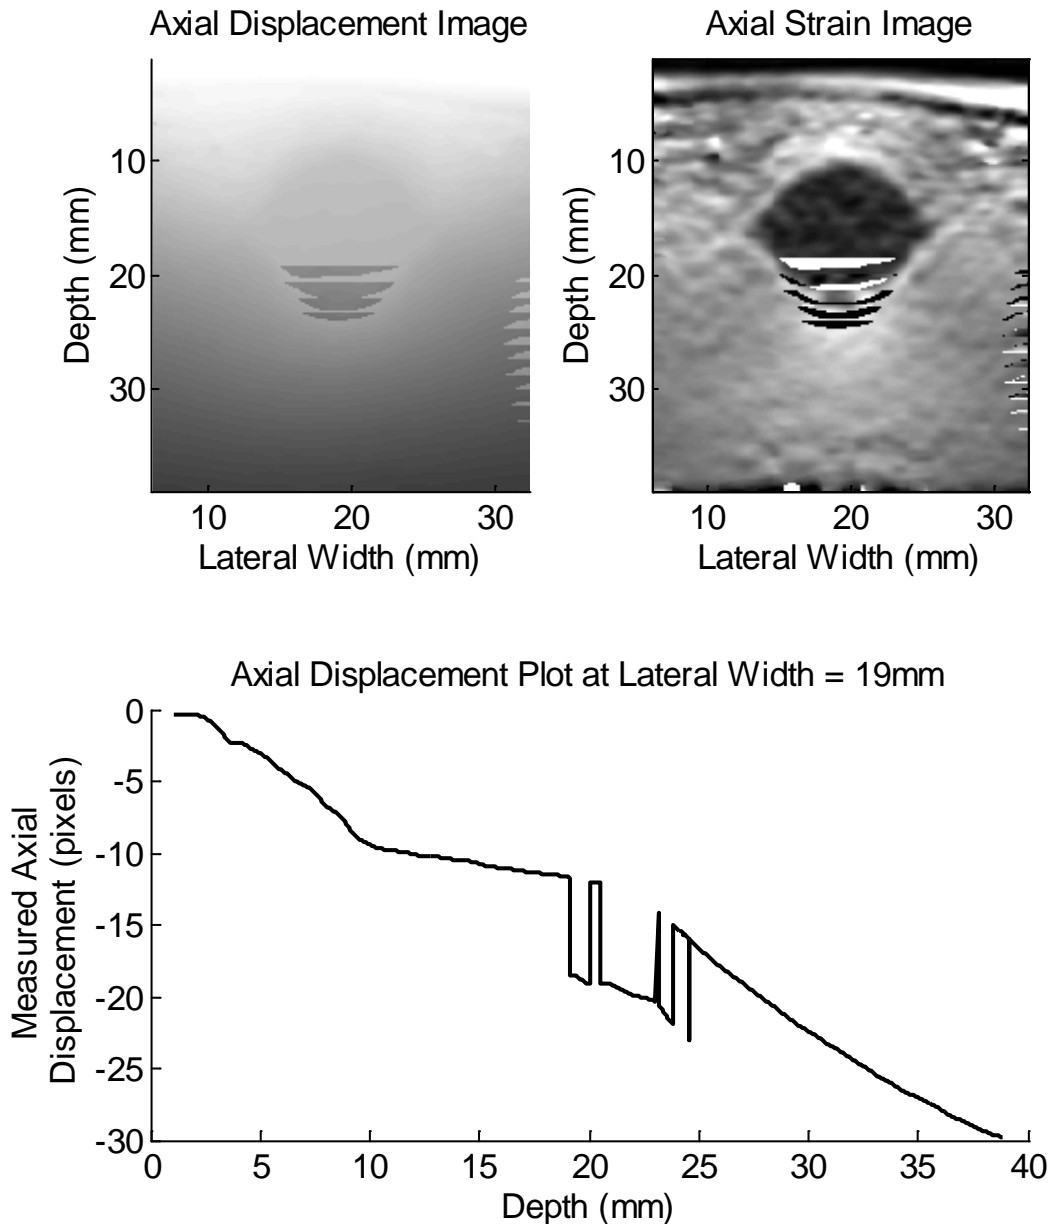 Axial Displacement Image
Depth (mm)
10
20
30
10 20 30
Lateral Width (mm)
Axial Strain Image
Depth (mm)
10
20
30
10 20 30
Lateral Width (mm)
Axial Displacement Plot at Lateral Width = 19mm
Measured Axial
Displacement (pixels)
0
-5
-10
-15
-20
-25
-30
0 5 10 15 20 25 30 35 40
Depth (mm)